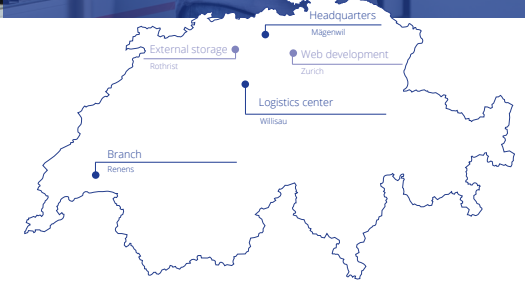 Headquarters
Mägenwil
External storage
Rothrist
Web development
Zurich
Logistics center
Willisau
Branch
Renens